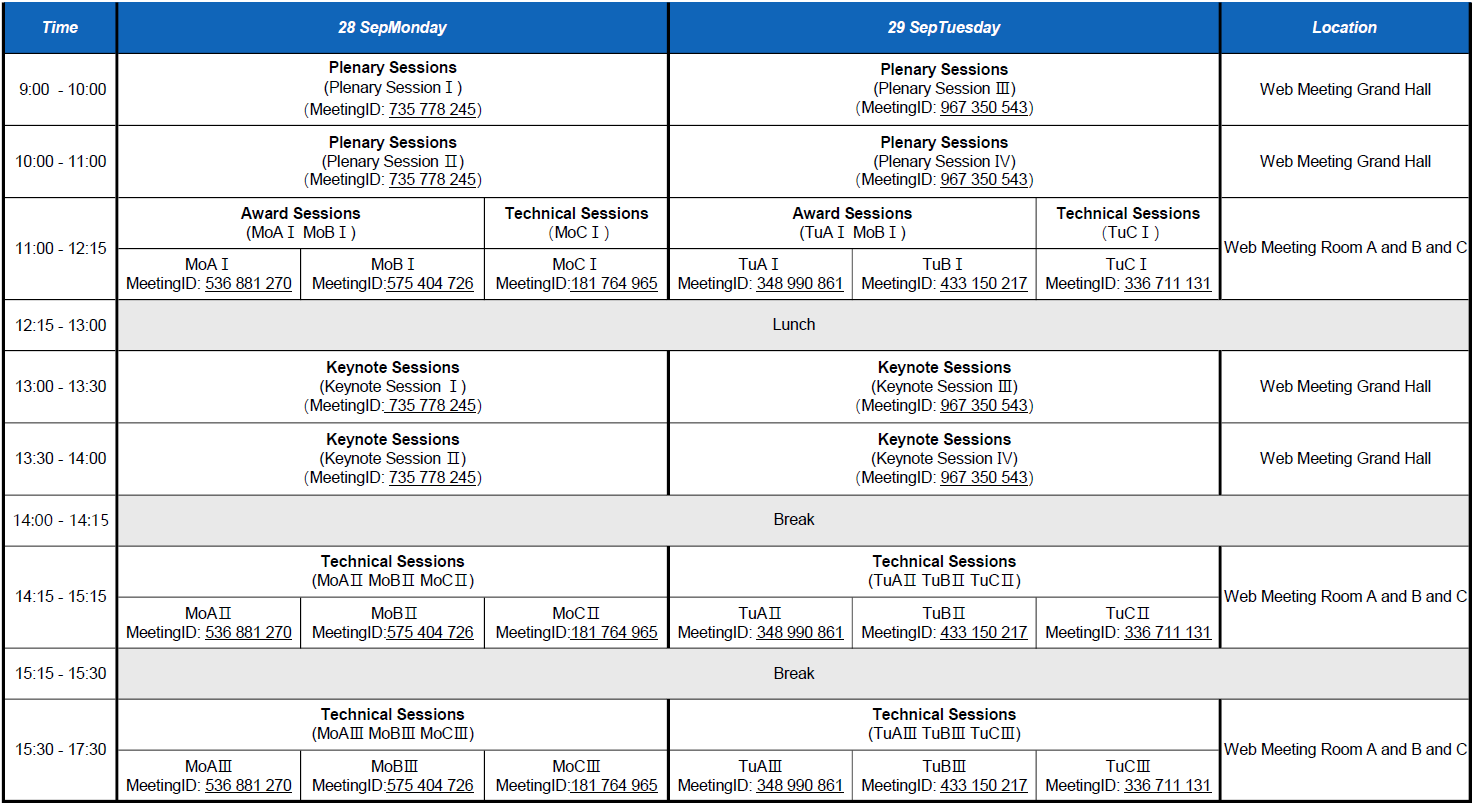 Time 28 SepMonday 29 SepTuesday Location
9:00 - 10:00
Plenary Sessions
(Plenary Session Ⅰ)
(MeetingID: 735 778 245)
Plenary Sessions
(Plenary Session Ⅲ)
(MeetingID: 967 350 543)
Web Meeting Grand Hall
10:00 - 11:00
Plenary Sessions
(Plenary Session Ⅱ)
(MeetingID: 735 778 245)
Plenary Sessions
(Plenary Session Ⅳ)
(MeetingID: 967 350 543)
Web Meeting Grand Hall
11:00 - 12:15
Award Sessions
(MoAⅠ MoBⅠ)
Technical Sessions
(MoCⅠ)
Award Sessions
(TuAⅠ MoBⅠ)
Technical Sessions
(TuCⅠ)
MoAⅠ
MeetingID: 536 881 270
MoBⅠ
MeetingID:575 404 726
MoCⅠ
MeetingID:181 764 965
TuAⅠ
MeetingID: 348 990 861
TuBⅠ
MeetingID: 433 150 217
TuCⅠ
MeetingID: 336 711 131
Web Meeting Room A and B and C
12:15 - 13:00
Lunch
13:00 - 13:30
Keynote Sessions
(Keynote Session Ⅰ)
(MeetingID: 735 778 245)
Keynote Sessions
(Keynote Session Ⅲ)
(MeetingID: 967 350 543)
Web Meeting Grand Hall
13:30 - 14:00
Keynote Sessions
(Keynote Session Ⅱ)
(MeetingID: 735 778 245)
Keynote Sessions
(Keynote Session Ⅳ)
(MeetingID: 967 350 543)
Web Meeting Grand Hall
14:00 - 14:15
Break
14:15 - 15:15
Technical Sessions
(MoAⅡ MoBⅡ MoCⅡ)
Technical Sessions
(TuAⅡ TuBⅡ TuCⅡ)
MoAⅡ
MeetingID: 536 881 270
MoBⅡ
MeetingID:575 404 726
MoCⅡ
MeetingID:181 764 965
TuAⅡ
MeetingID: 348 990 861
TuBⅡ
MeetingID: 433 150 217
TuCⅡ
MeetingID: 336 711 131
Web Meeting Room A and B and C
15:15 - 15:30
Break
15:30 - 17:30
Technical Sessions
(MoAⅢ MoBⅢ MoCⅢ)
Technical Sessions
(TuAⅢ TuBⅢ TuCⅢ)
MoAⅢ
MeetingID: 536 881 270
MoBⅢ
MeetingID:575 404 726
MoCⅢ
MeetingID:181 764 965
TuAⅢ
MeetingID: 348 990 861
TuBⅢ
MeetingID: 433 150 217
TuCⅢ
MeetingID: 336 711 131
Web Meeting Room A and B and C